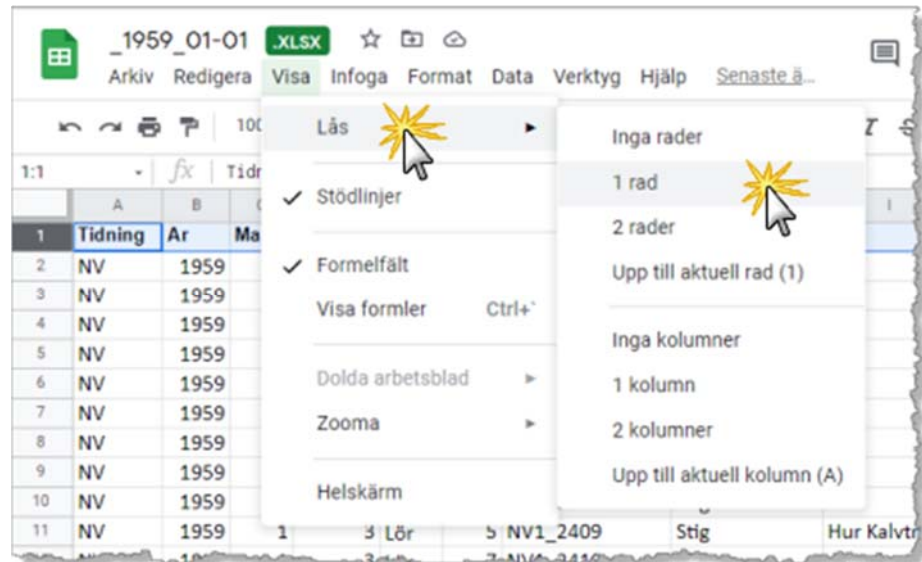 _1959_01-01 .XLSX
Arkiv Redigera Visa Infoga Format Data Verktyg Hjälp Senaste ä...
100
1:1 fx Tidr
A B I
1 Tidning Ar Ma
2 NV 1959
3 NV 1959
4 NV 1959
5 NV 1959
6 NV 1959
7 NV 1959
8 NV 1959
9 NV 1959
10 NV 1959
11 NV 1959 1 3 Lör 5 NV1_2409 Stig Hur Kalvtr
Lås
Stödlinjer
Formelfält
Visa formler Ctrl+`
Dolda arbetsblad
Zooma
Helskärm
Inga rader
1 rad
2 rader
Upp till aktuell rad (1)
Inga kolumner
1 kolumn
2 kolumner
Upp till aktuell kolumn (A)